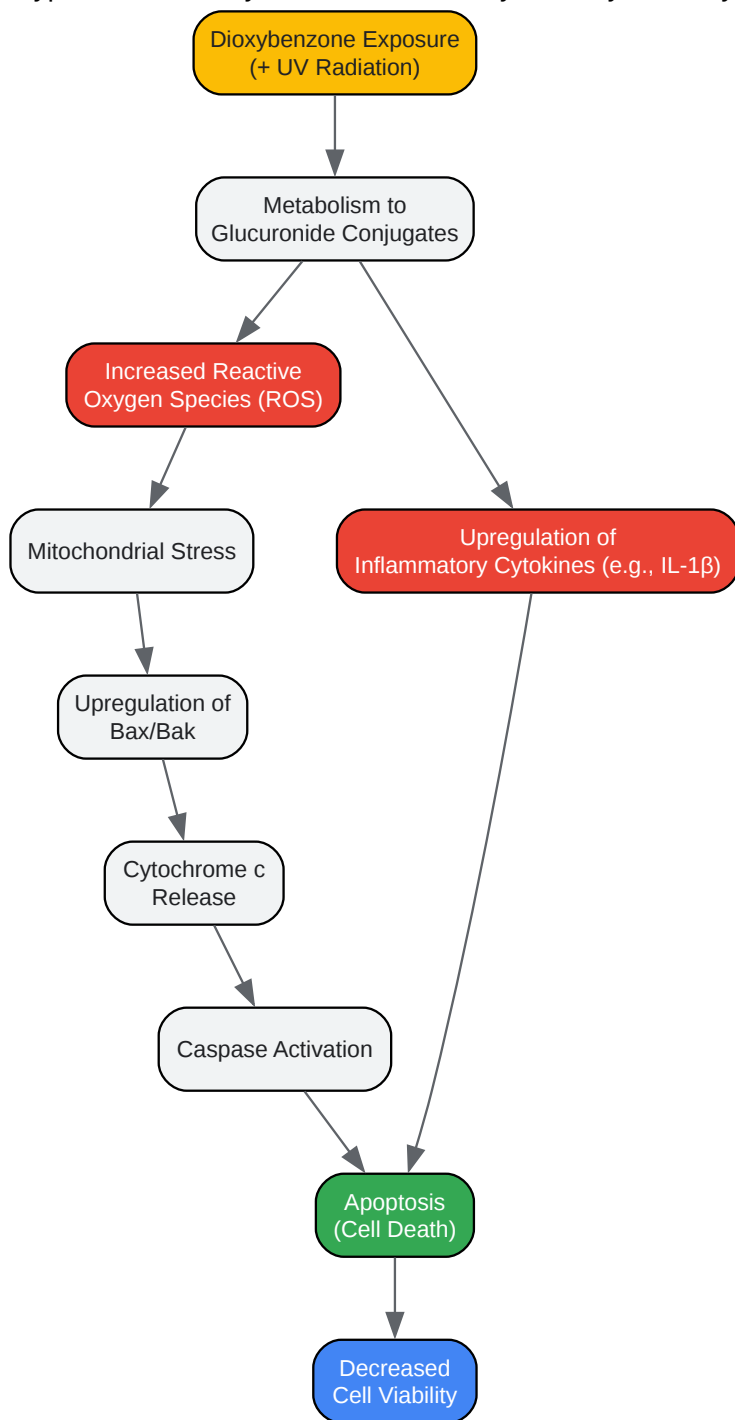 Dioxybenzone Exposure
(+ UV Radiation)
Metabolism to
Glucuronide Conjugates
Increased Reactive
Oxygen Species (ROS)
Mitochondrial Stress
Upregulation of
Inflammatory Cytokines (e.g., IL-1β)
Upregulation of
Bax/Bak
Cytochrome c
Release
Caspase Activation
Apoptosis
(Cell Death)
Decreased
Cell Viability